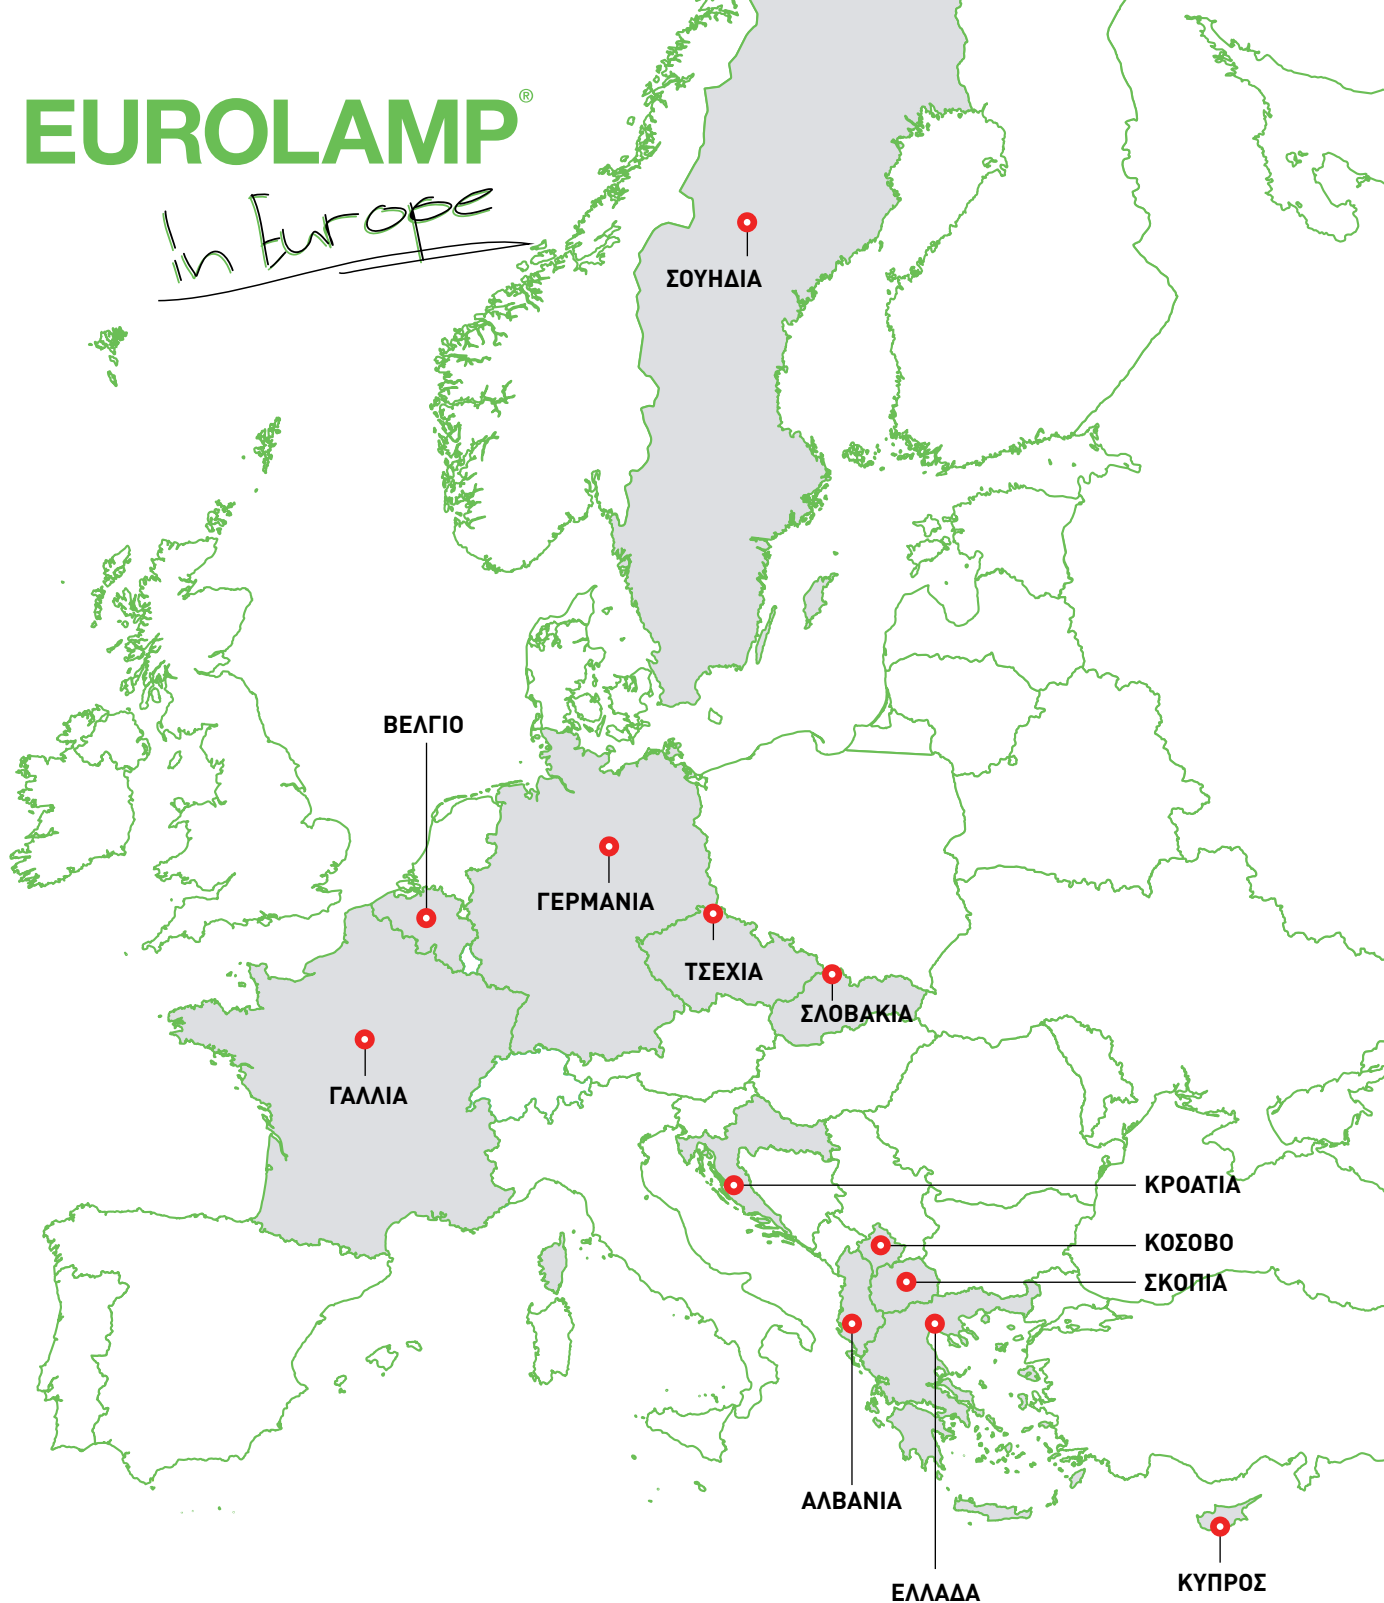 EUROLAMP®
in Europe
ΣΟΥΗΔΙΑ
ΒΕΛΓΙΟ
ΓΕΡΜΑΝΙΑ
ΤΣΕΧΙΑ
ΣΛΟΒΑΚΙΑ
ΓΑΛΛΙΑ
ΚΡΟΑΤΙΑ
ΚΟΣΟΒΟ
ΣΚΟΠΙΑ
ΑΛΒΑΝΙΑ
ΕΛΛΑΔΑ
ΚΥΠΡΟΣ